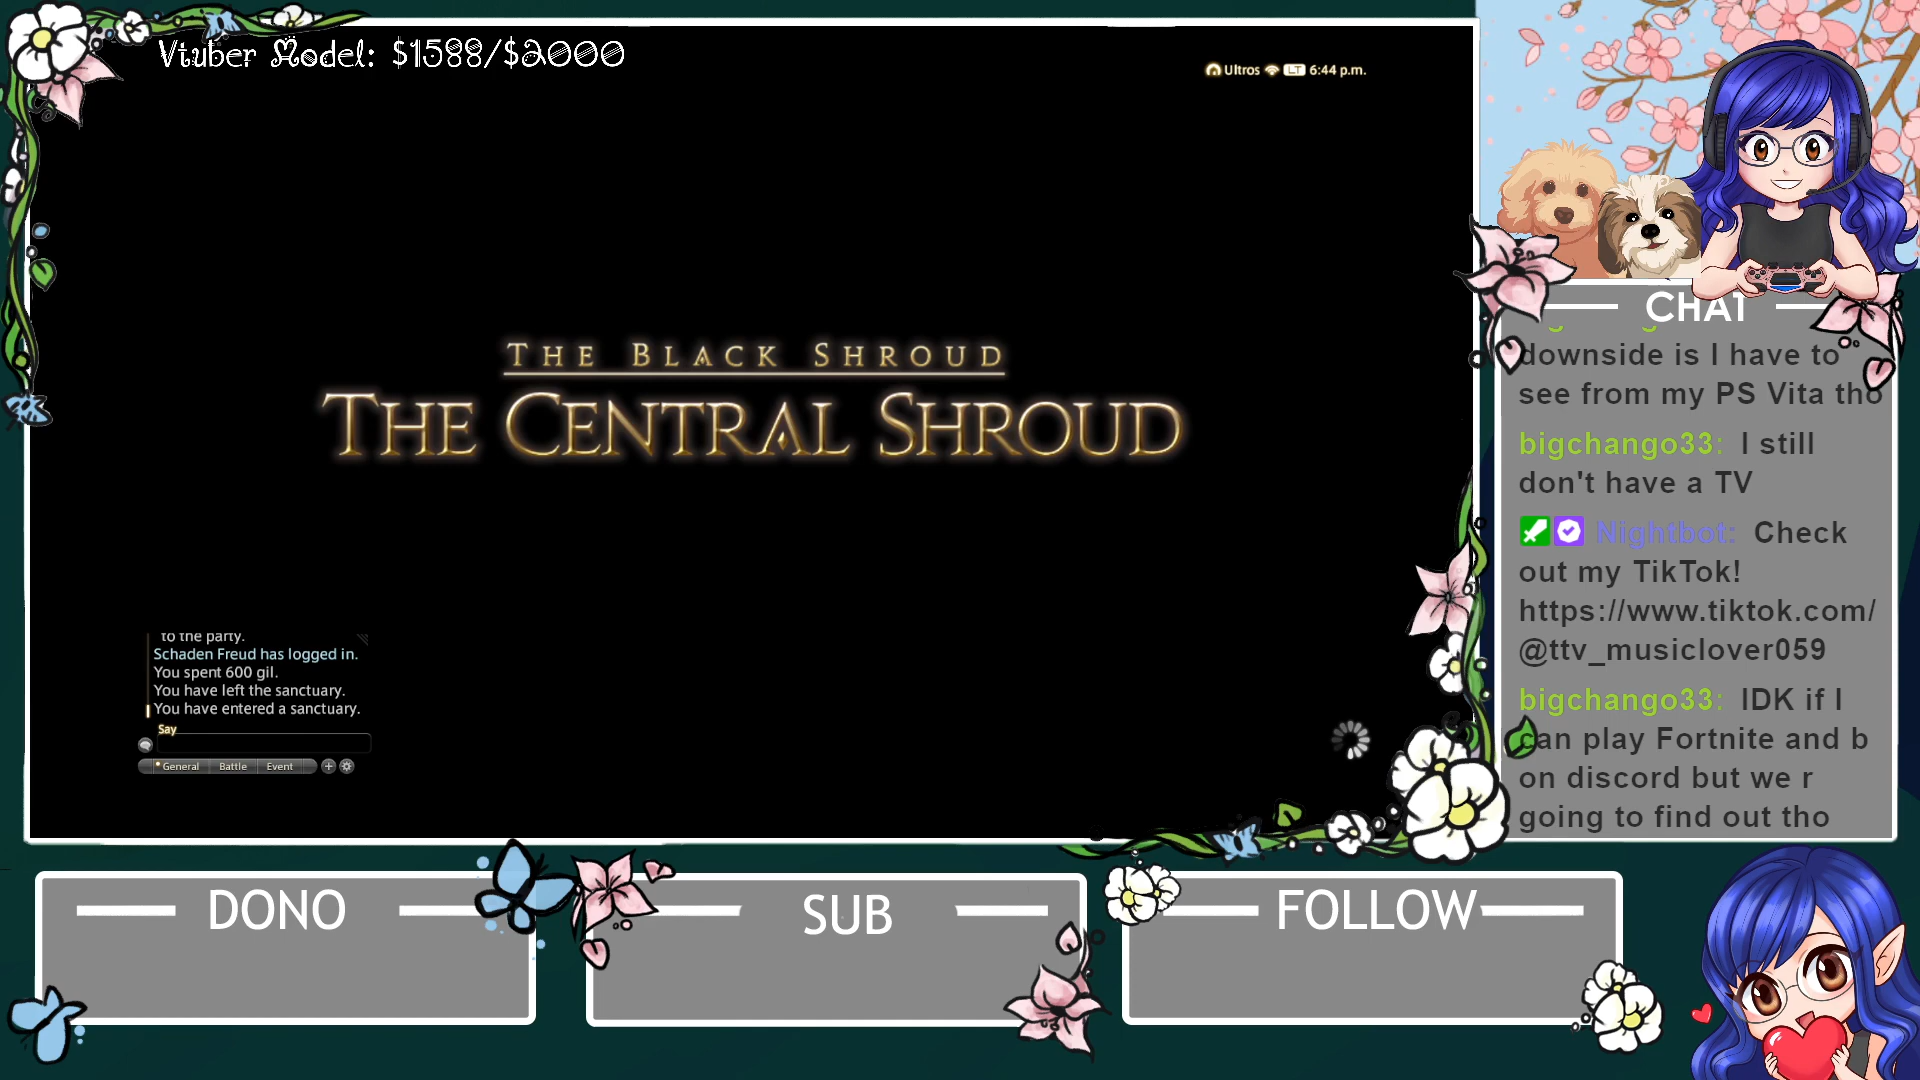 Vtuber Model: $1588/$2000
Ultros LT 6:44 p.m.
THE BLACK SHROUD
THE CENTRAL SHROUD
to the party.
Schaden Freud has logged in.
You spent 600 gil.
You have left the sanctuary.
You have entered a sanctuary.
Say
General Battle Event
CHAT
downside is I have to
see from my PS Vita tho
bigchango33: I still
don't have a TV
Nightbot: Check
out my TikTok!
https://www.tiktok.com/
@ttv_musiclover059
bigchango33: IDK if I
can play Fortnite and b
on discord but we r
going to find out tho
DONO
SUB
FOLLOW